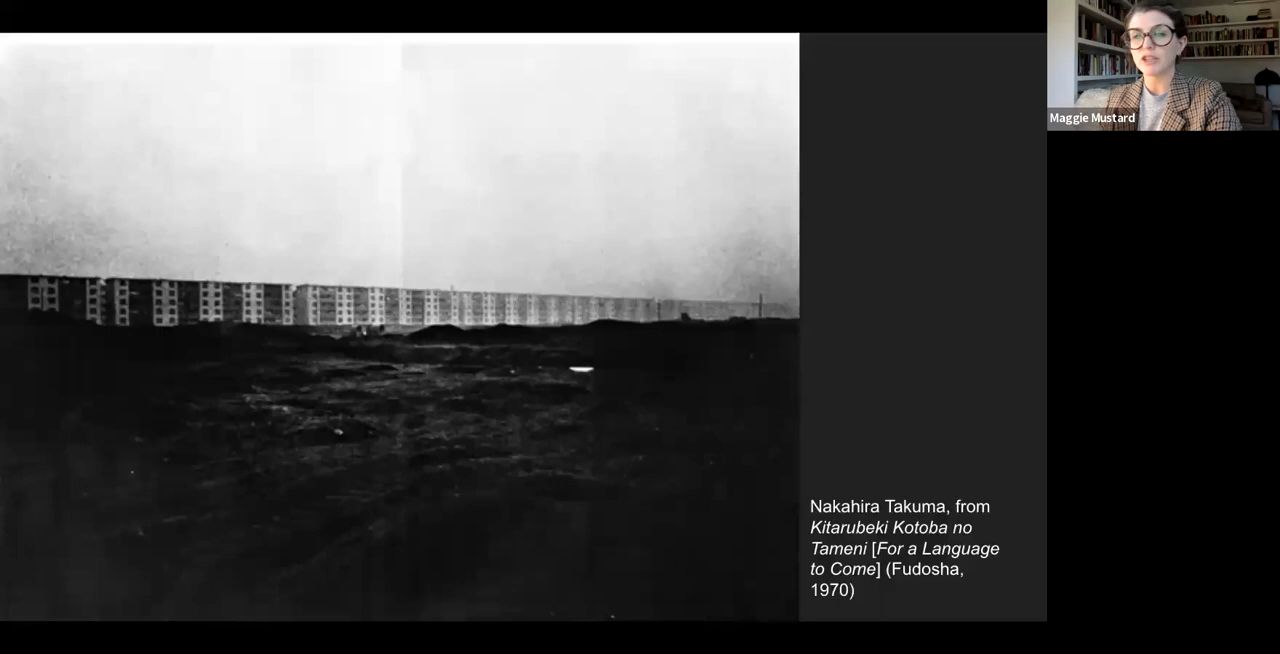 Maggie Mustard
Nakahira Takuma, from
Kitarubeki Kotoba no
Tameni [For a Language
to Come] (Fudosha,
1970)